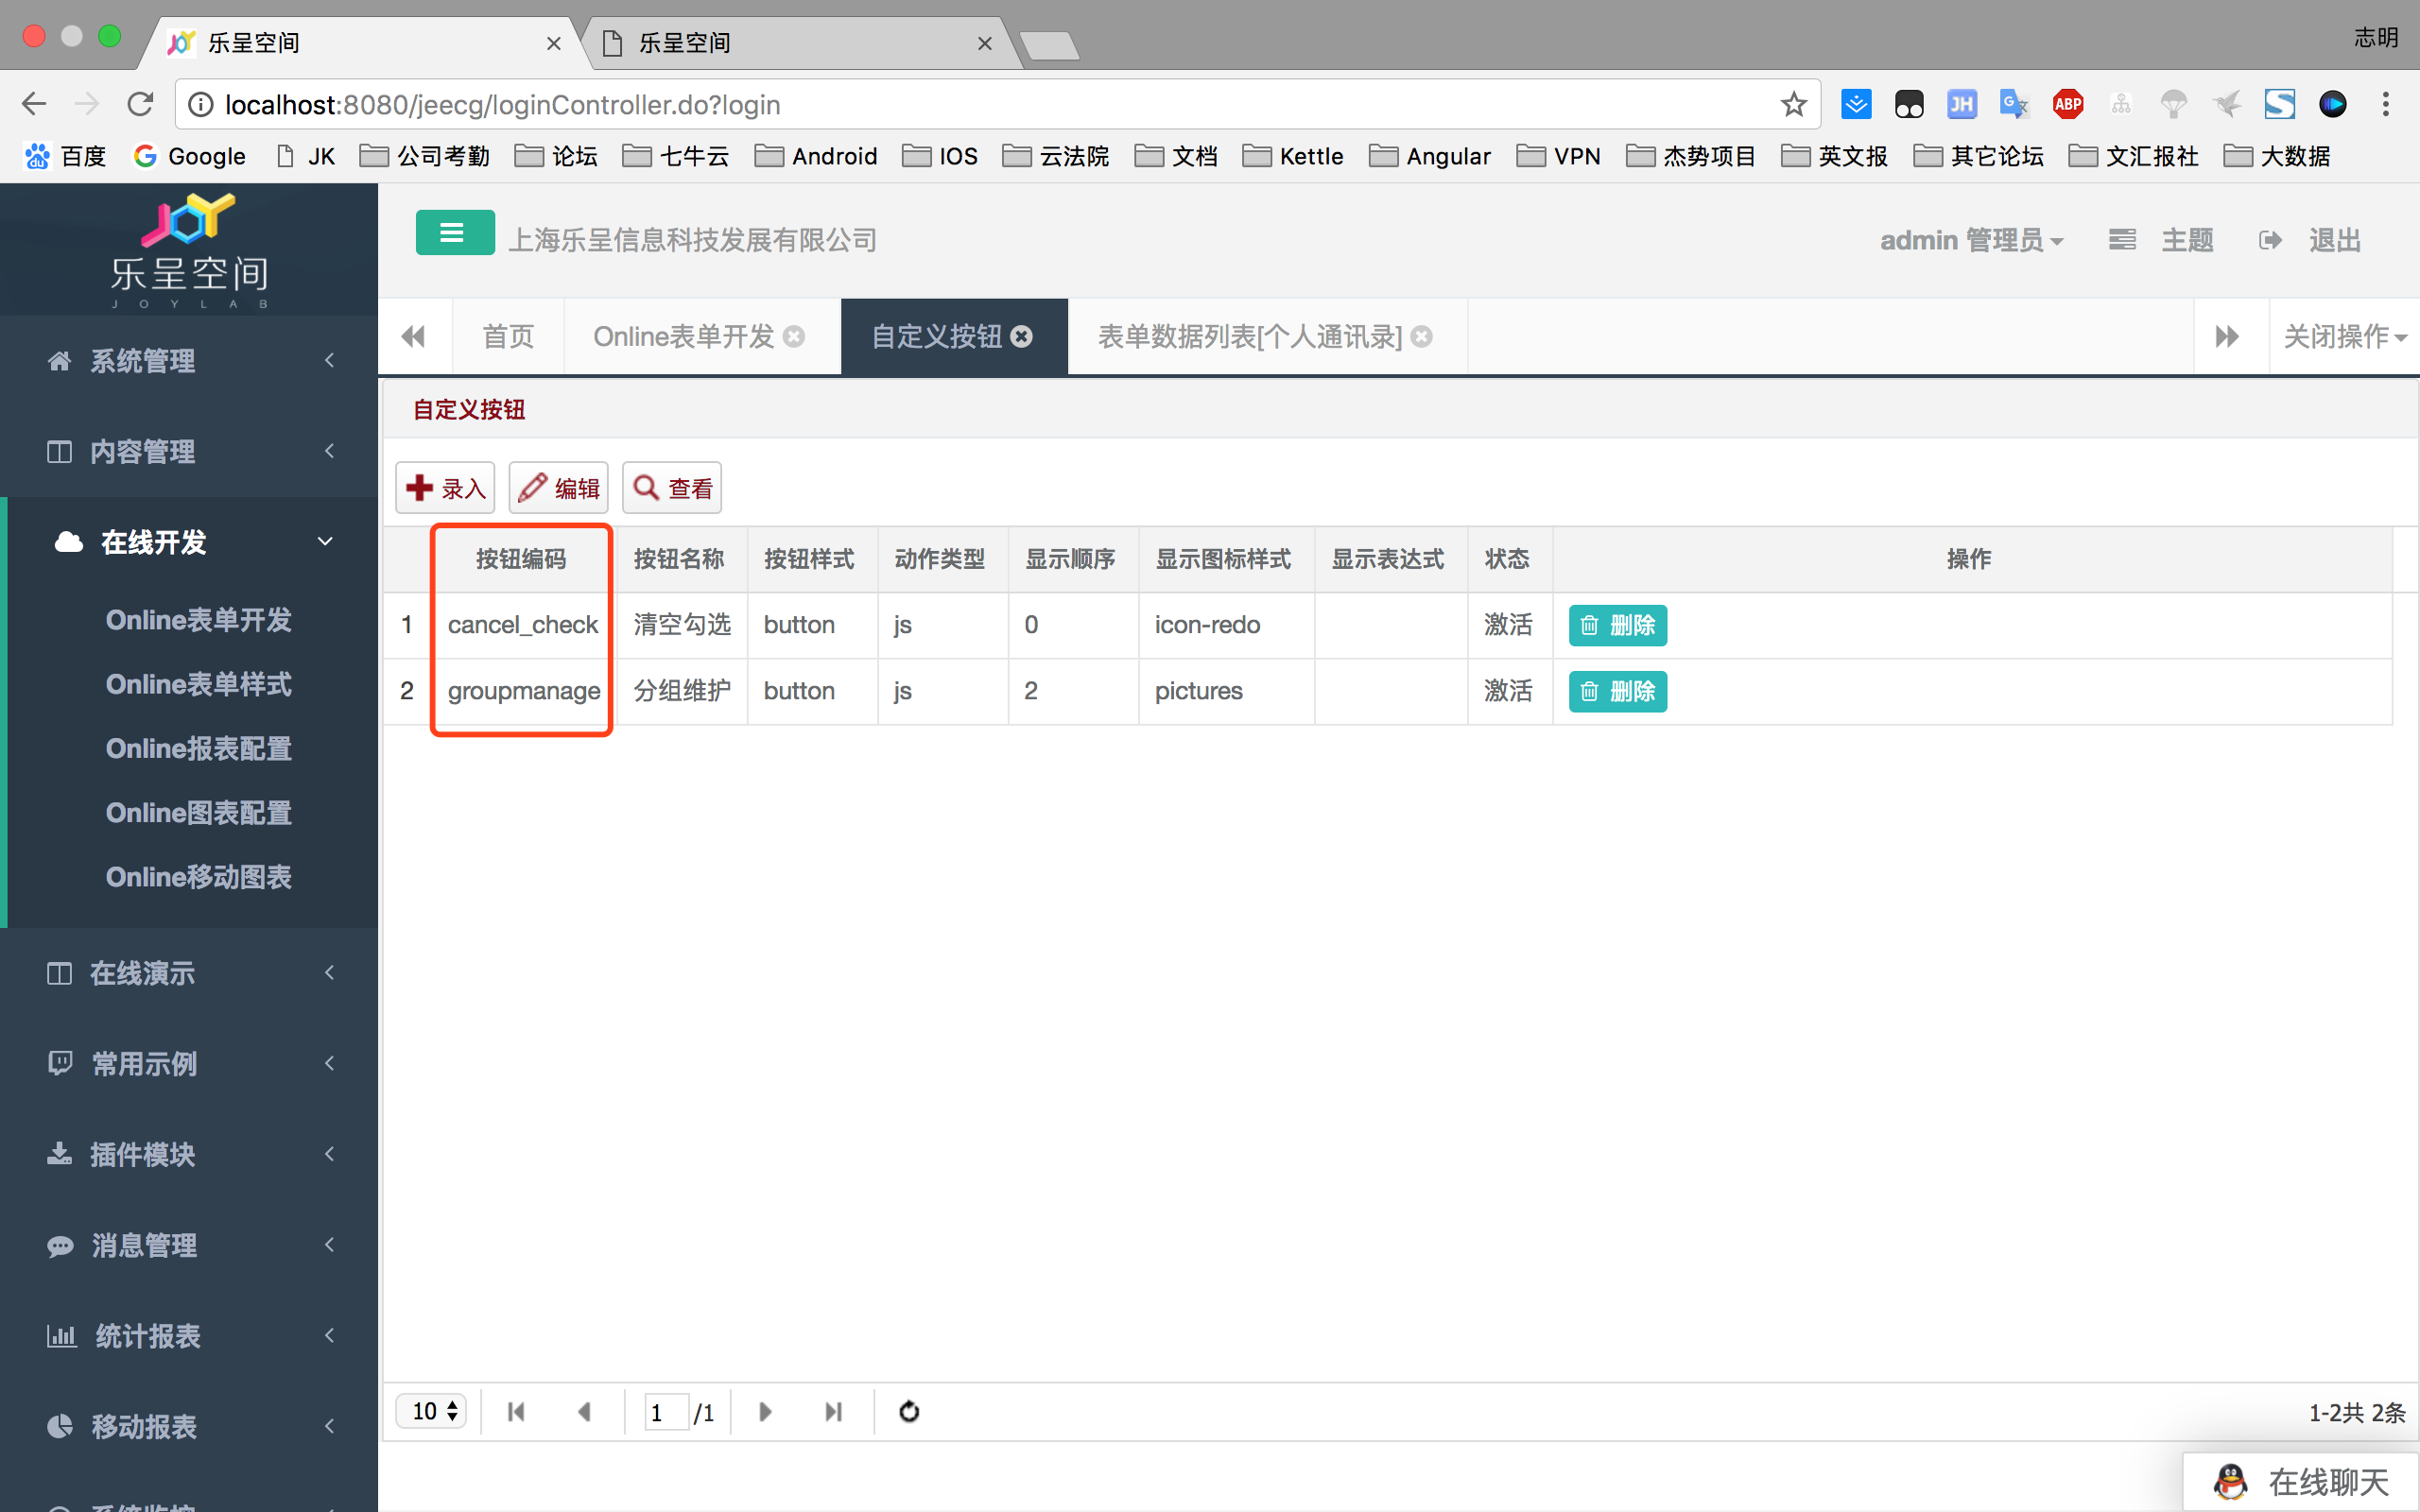 乐呈空间
乐呈空间
志明
localhost:8080/jeecg/loginController.do?login
JH
ABP
百度 Google JK 公司考勤 论坛 七牛云 Android IOS 云法院 文档 Kettle Angular VPN 杰势项目 英文报 其它论坛 文汇报社 大数据
JOY
乐呈空间
JOYLAB
上海乐呈信息科技发展有限公司
admin 管理员 主题 退出
首页 Online表单开发 自定义按钮 表单数据列表[个人通讯录] 关闭操作
系统管理
内容管理
在线开发
Online表单开发
Online表单样式
Online报表配置
Online图表配置
Online移动图表
在线演示
常用示例
插件模块
消息管理
统计报表
移动报表
自定义按钮
录入 编辑 查看
按钮编码 按钮名称 按钮样式 动作类型 显示顺序 显示图标样式 显示表达式 状态 操作
1 cancel_check 清空勾选 button js 0 icon-redo 激活 删除
2 groupmanage 分组维护 button js 2 pictures 激活 删除
10 1 /1 1-2共 2条
在线聊天